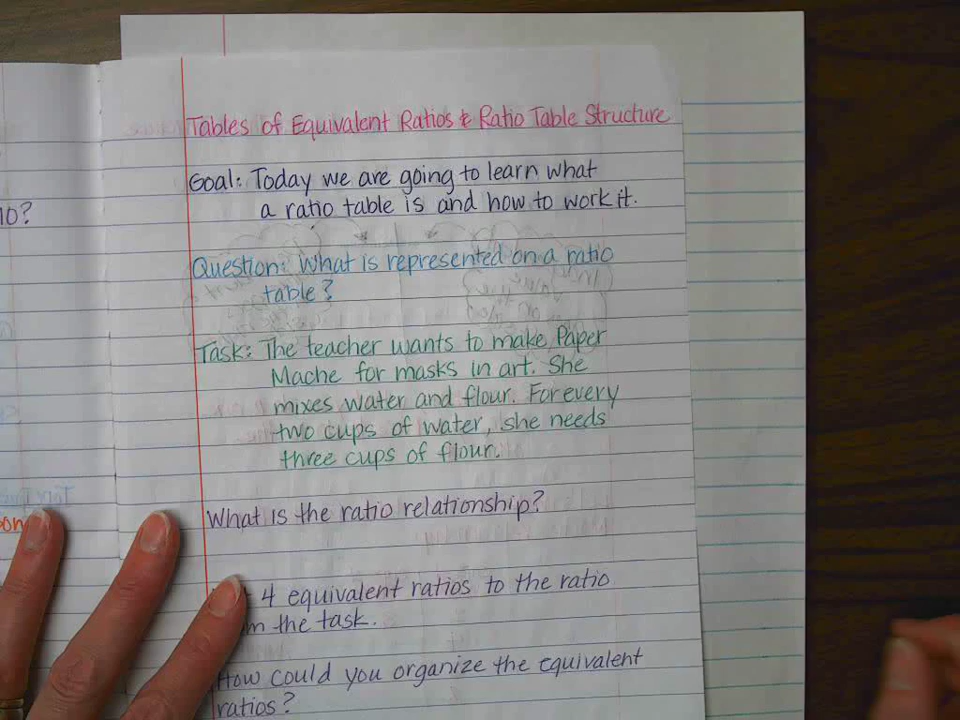 Tables of Equivalent Ratios & Ratio Table Structure
Goal: Today we are going to learn what
a ratio table is and how to work it.
10?
Question: What is represented on a ratio
table?
Task: The teacher wants to make Paper
Mache for masks in art. She
mixes water and flour. For every
two cups of water, she needs
three cups of flour.
What is the ratio relationship?
4 equivalent ratios to the ratio
the task.
How could you organize the equivalent
ratios?